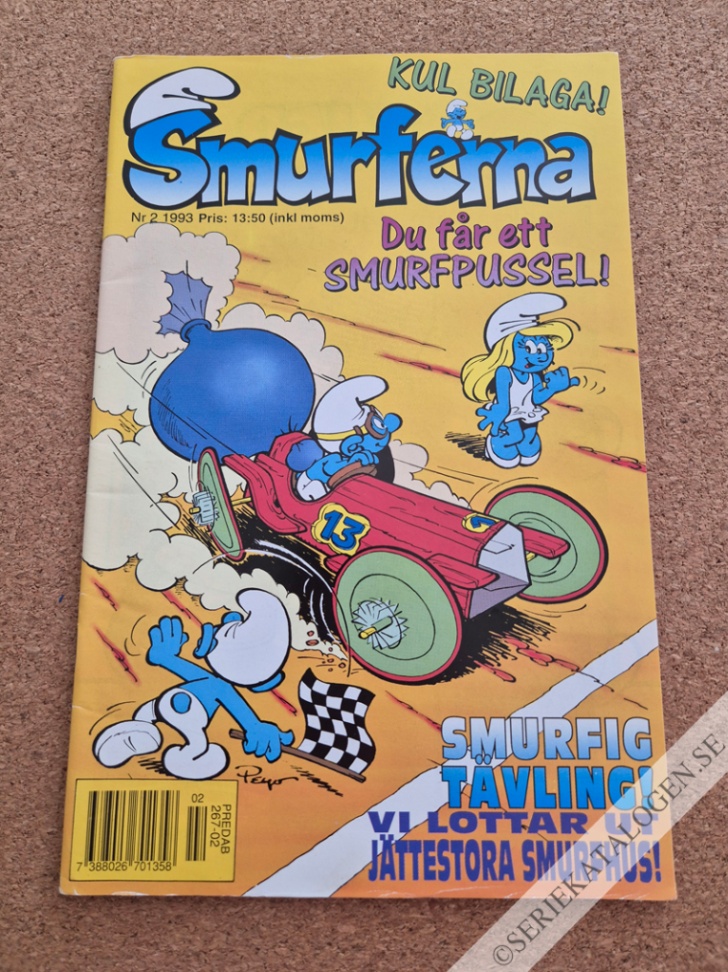 KUL BILAGA!
Smurferna
Nr 2 1993 Pris: 13:50 (inkl moms)
Du får ett
SMURFPUSSEL!
13
Peyo
SMURFIG
TÄVLING!
VI LOTTAR UT
JÄTTESTORA SMURFHUS!
02
PREDAB
267-02
7 388026 701358
©SERIEKATALOGEN.SE